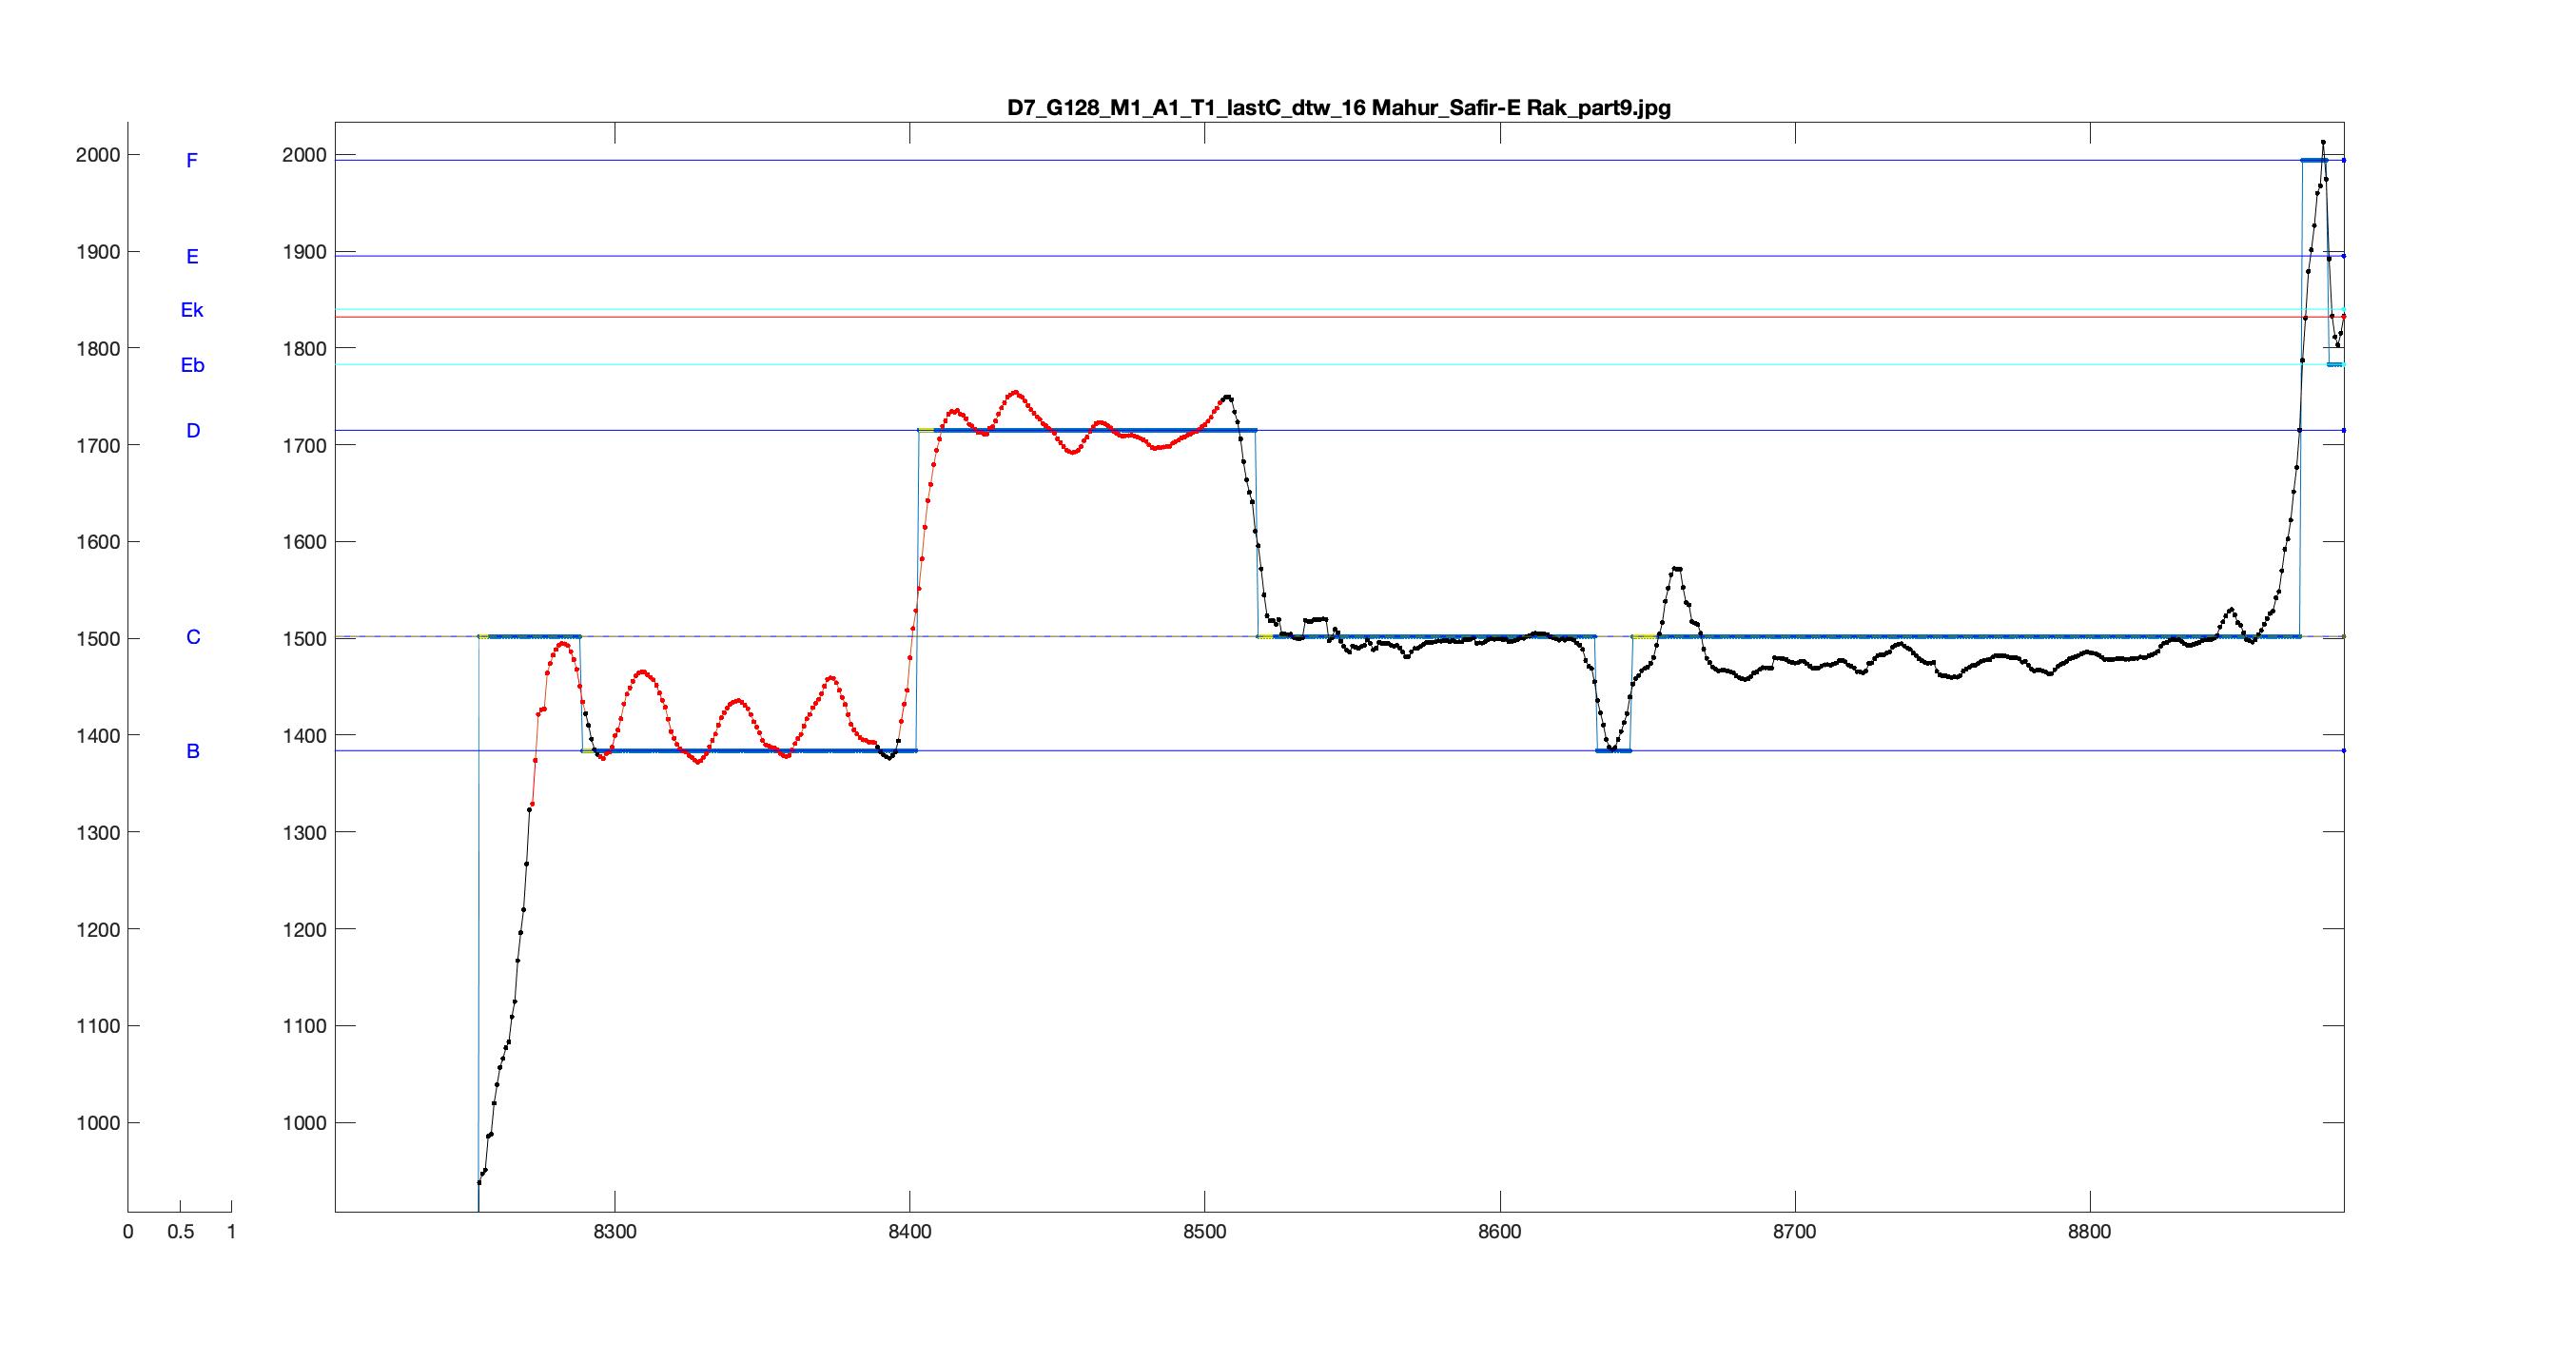 D7_G128_M1_A1_T1_lastC_dtw_16 Mahur_Safir-E Rak_part9.jpg
2000 F 2000
1900 E 1900
Ek
1800 1800
Eb
1700 D 1700
1600 1600
1500 C 1500
1400 B 1400
1300 1300
1200 1200
1100 1100
1000 1000
0 0.5 1 8300 8400 8500 8600 8700 8800